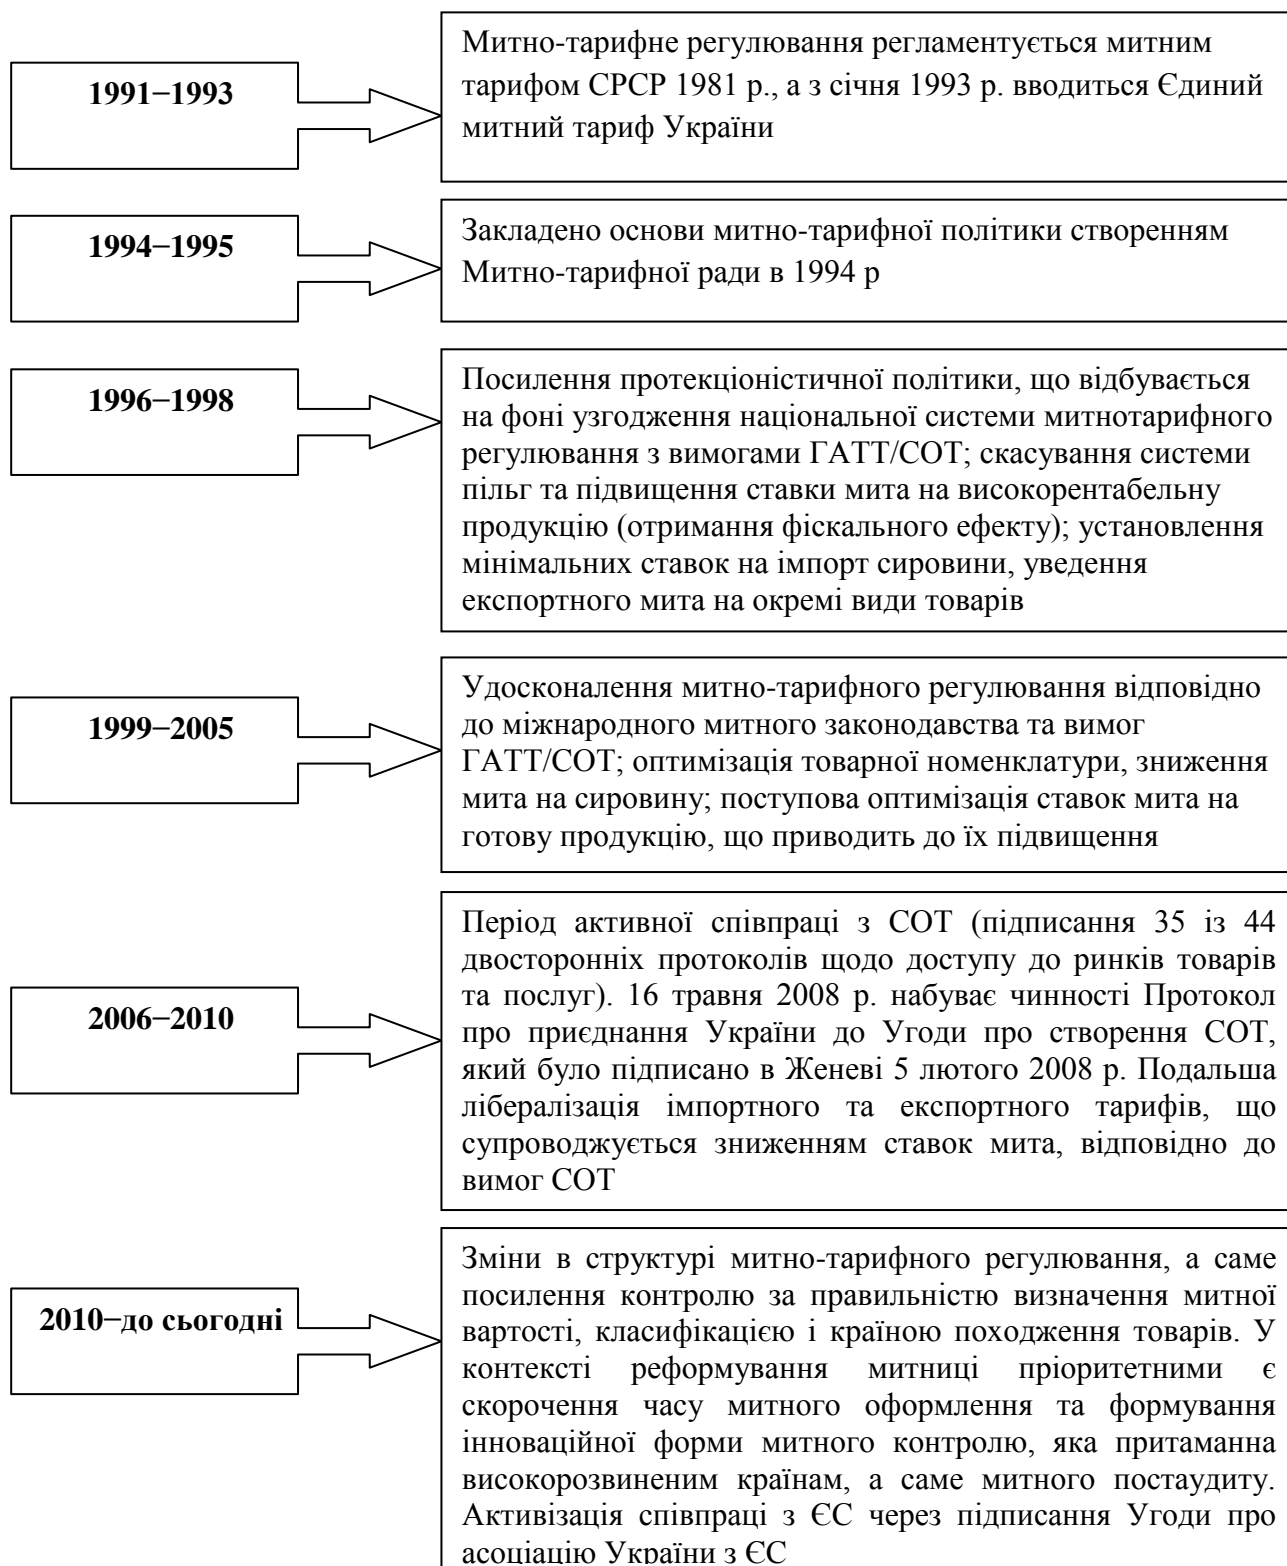 1991−1993
Митно-тарифне регулювання регламентується митним
тарифом СРСР 1981 р., а з січня 1993 р. вводиться Єдиний
митний тариф України
1994−1995
Закладено основи митно-тарифної політики створенням
Митно-тарифної ради в 1994 р
1996−1998
Посилення протекціоністичної політики, що відбувається
на фоні узгодження національної системи митнотарифного
регулювання з вимогами ГАТТ/СОТ; скасування системи
пільг та підвищення ставки мита на високорентабельну
продукцію (отримання фіскального ефекту); установлення
мінімальних ставок на імпорт сировини, уведення
експортного мита на окремі види товарів
1999−2005
Удосконалення митно-тарифного регулювання відповідно
до міжнародного митного законодавства та вимог
ГАТТ/СОТ; оптимізація товарної номенклатури, зниження
мита на сировину; поступова оптимізація ставок мита на
готову продукцію, що приводить до їх підвищення
2006−2010
Період активної співпраці з СОТ (підписання 35 із 44
двосторонніх протоколів щодо доступу до ринків товарів
та послуг). 16 травня 2008 р. набуває чинності Протокол
про приєднання України до Угоди про створення СОТ,
який було підписано в Женеві 5 лютого 2008 р. Подальша
лібералізація імпортного та експортного тарифів, що
супроводжується зниженням ставок мита, відповідно до
вимог СОТ
2010−до сьогодні
Зміни в структурі митно-тарифного регулювання, а саме
посилення контролю за правильністю визначення митної
вартості, класифікацією і країною походження товарів. У
контексті реформування митниці пріоритетними є
скорочення часу митного оформлення та формування
інноваційної форми митного контролю, яка притаманна
високорозвиненим країнам, а саме митного постаудиту.
Активізація співпраці з ЄС через підписання Угоди про
асоціацію України з ЄС